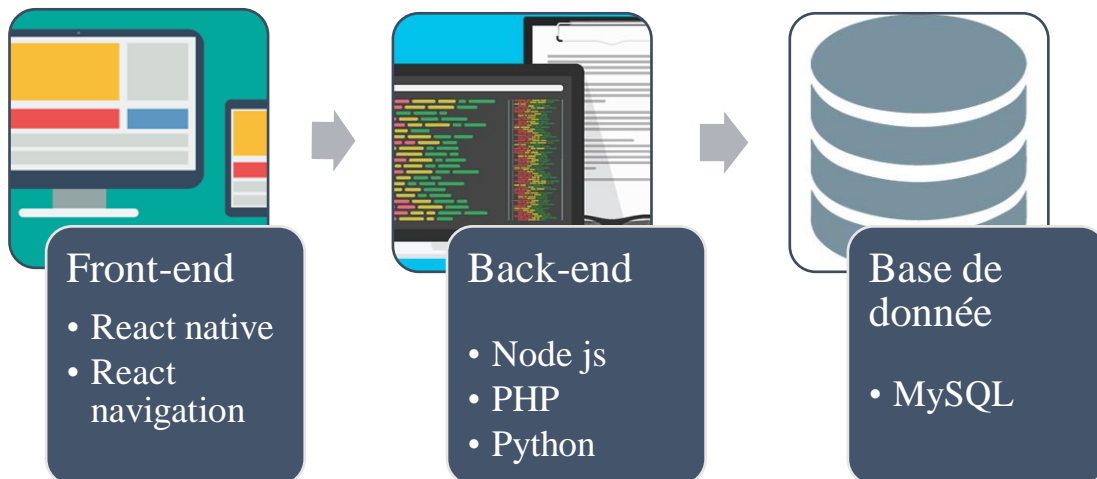 Front-end
• React native
• React
navigation
Back-end
• Node js
• PHP
• Python
Base de
donnée
• MySQL